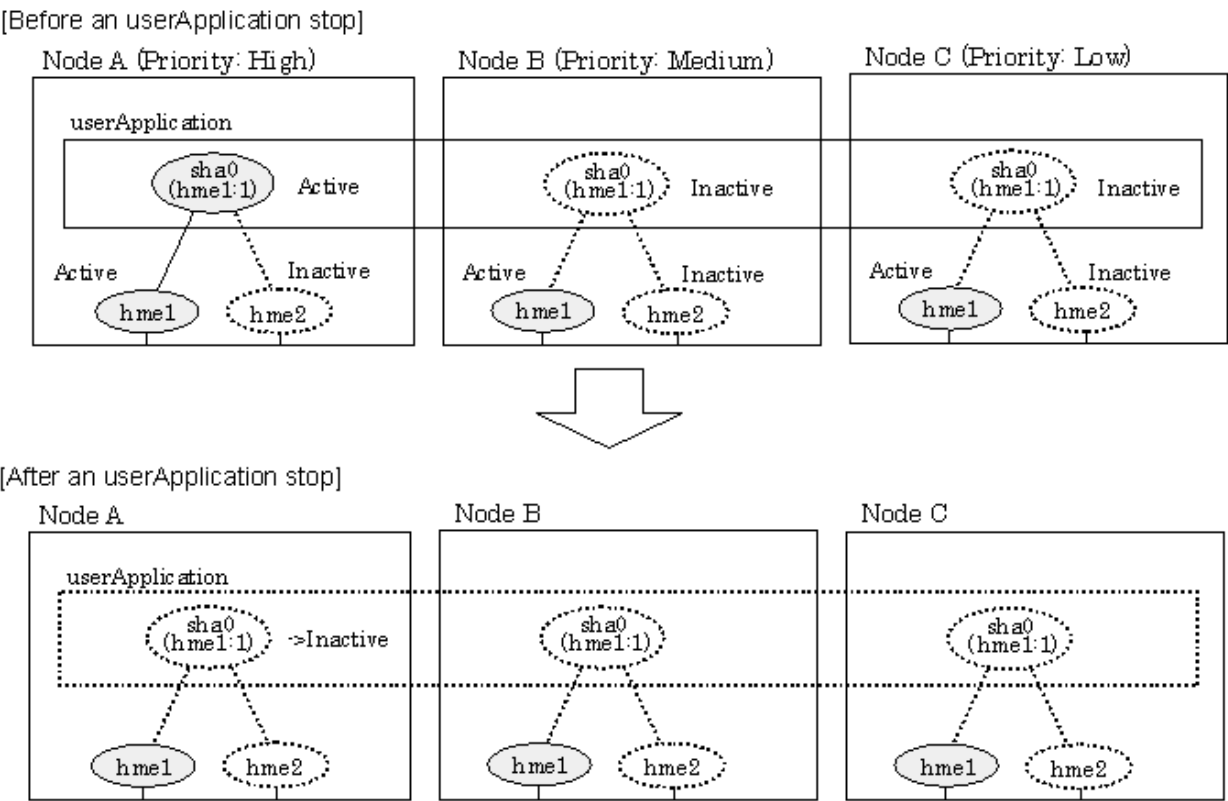 [Before an userApplication stop]
Node A (Priority: High) Node B (Priority: Medium) Node C (Priority: Low)
userApplication
sha0 sha0 sha0
(hme1:1) Active (hme1:1) Inactive (hme1:1) Inactive
Active Inactive Active Inactive Active Inactive
hme1 hme2 hme1 hme2 hme1 hme2
[After an userApplication stop]
Node A Node B Node C
userApplication
sha0 sha0 sha0
(hme1:1) ->Inactive (hme1:1) (hme1:1)
hme1 hme2 hme1 hme2 hme1 hme2